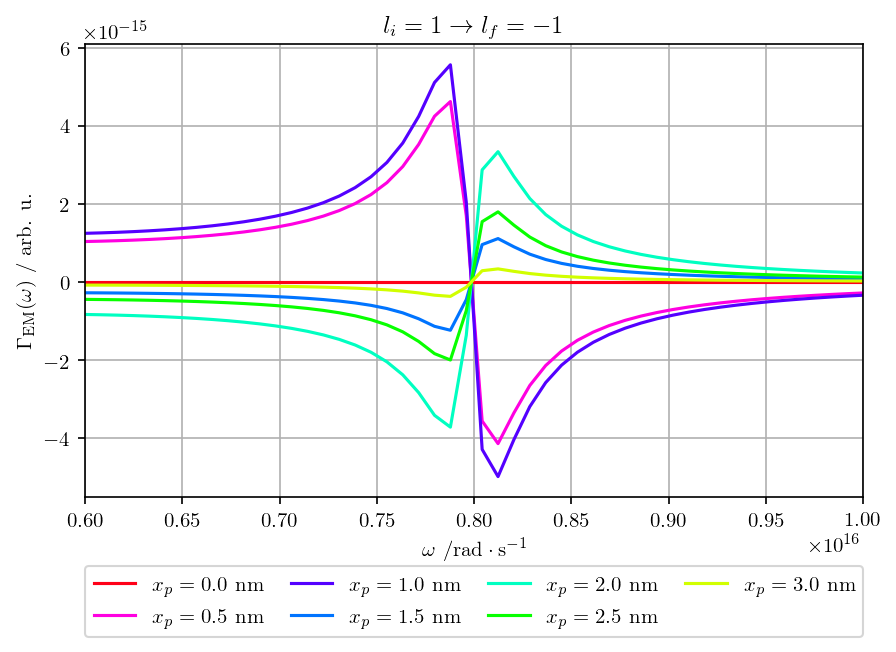 ×10⁻¹⁵
l_i = 1 → l_f = −1
6
4
2
0
−2
−4
Γ_EM(ω) / arb. u.
0.60 0.65 0.70 0.75 0.80 0.85 0.90 0.95 1.00
ω /rad · s⁻¹
×10¹⁶
x_p = 0.0 nm x_p = 1.0 nm x_p = 2.0 nm x_p = 3.0 nm
x_p = 0.5 nm x_p = 1.5 nm x_p = 2.5 nm